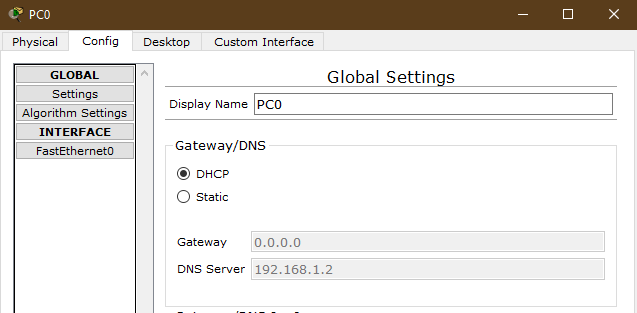 PC0
Physical Config Desktop Custom Interface
GLOBAL
Settings
Algorithm Settings
INTERFACE
FastEthernet0
Global Settings
Display Name PC0
Gateway/DNS
DHCP
Static
Gateway 0.0.0.0
DNS Server 192.168.1.2